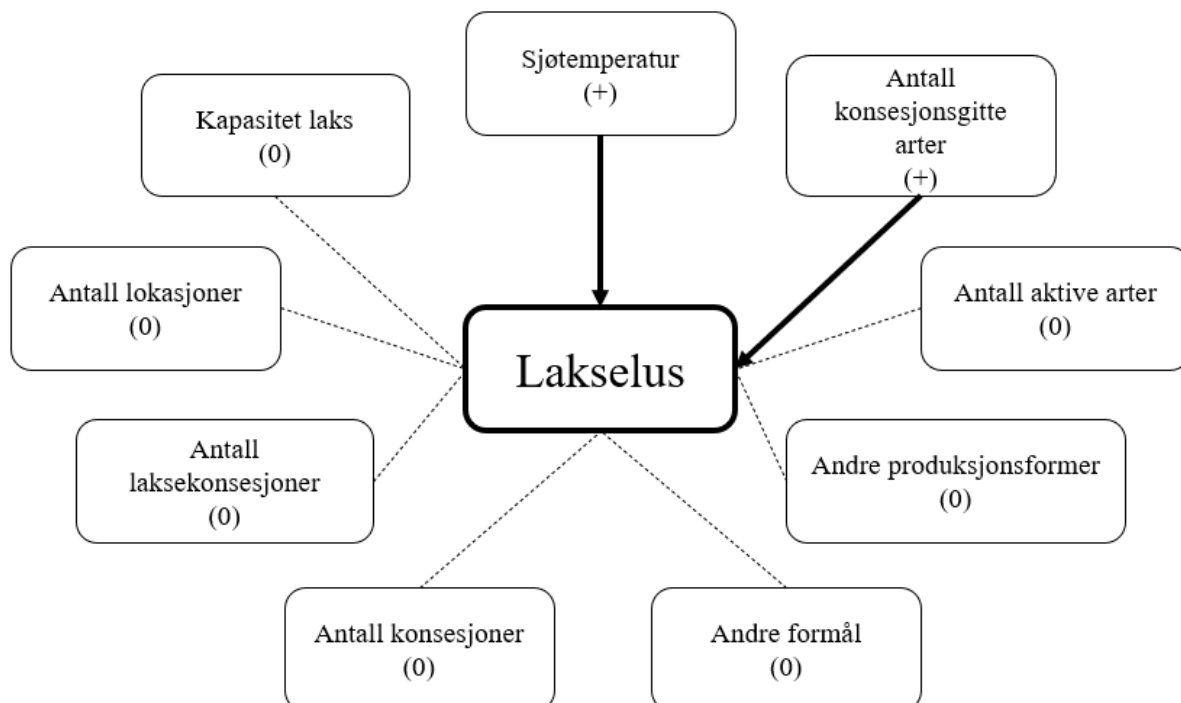 Sjøtemperatur
(+)
Antall
konsesjonsgitte
arter
(+)
Kapasitet laks
(0)
Antall lokasjoner
(0)
Antall aktive arter
(0)
Lakselus
Antall
laksekonsesjoner
(0)
Andre produksjonsformer
(0)
Antall konsesjoner
(0)
Andre formål
(0)